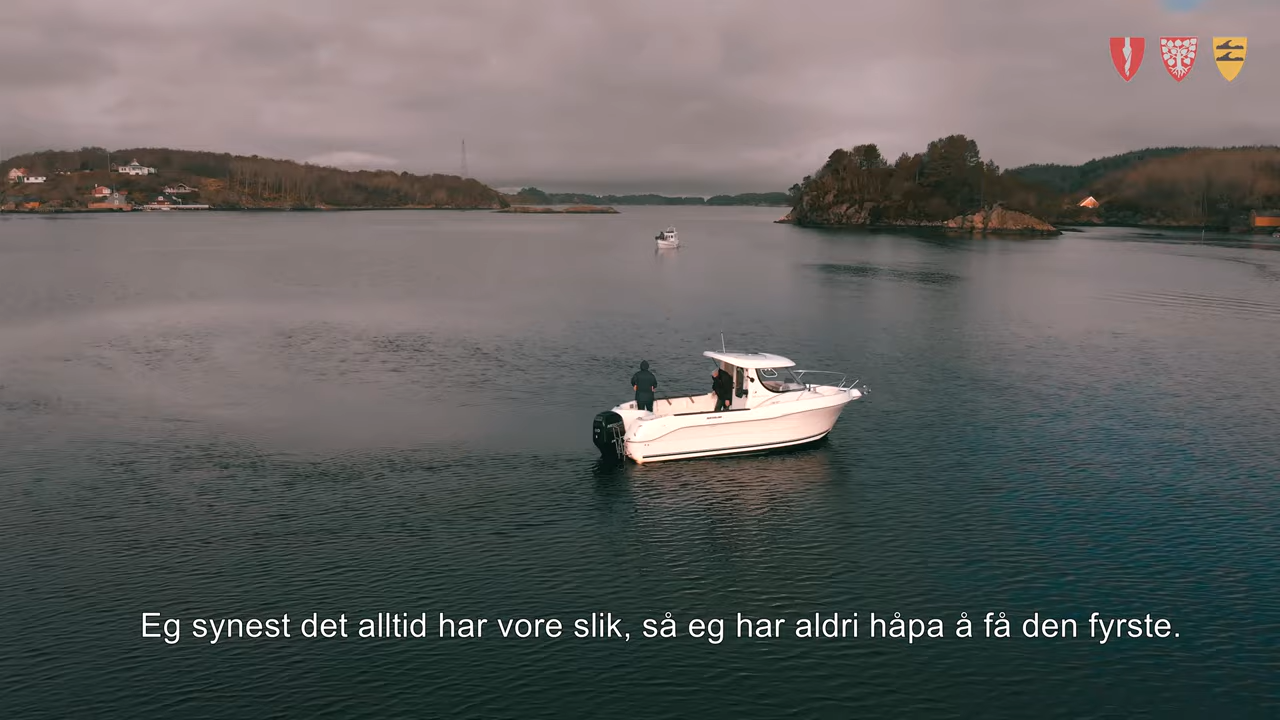 Eg synest det alltid har vore slik, så eg har aldri håpa å få den fyrste.